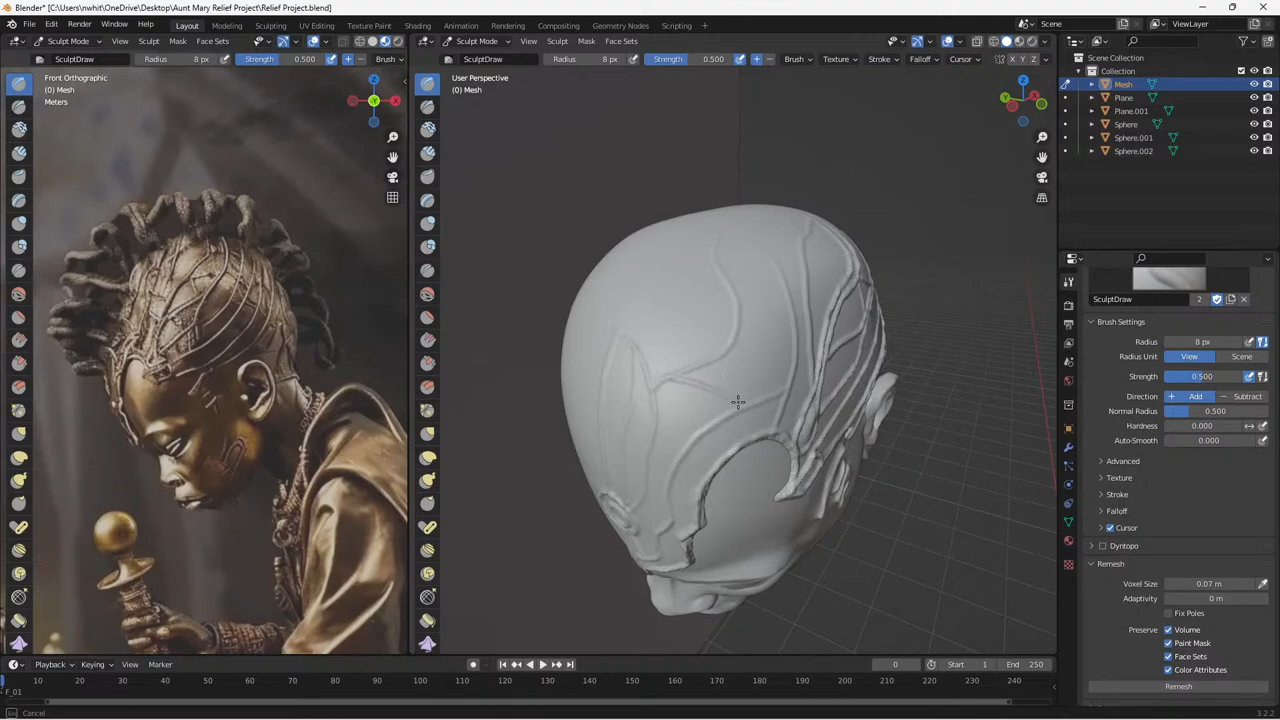 Blender* [C:\Users\nwhit\OneDrive\Desktop\Aunt Mary Relief Project\Relief Project.blend]
File Edit Render Window Help Layout Modeling Sculpting UV Editing Texture Paint Shading Animation Rendering Compositing Geometry Nodes Scripting + Scene ViewLayer
Sculpt Mode View Sculpt Mask Face Sets Sculpt Mode Sculpt Mask Face Sets
SculptDraw Radius 8 px Strength 0.500 Brush SculptDraw Radius 8 px Strength 0.500 Brush Texture Stroke Falloff Cursor X Y Z
Scene Collection
Collection
Mesh
Plane
Plane.001
Sphere
Sphere.001
Sphere.002
Front Orthographic
(0) Mesh
Meters
User Perspective
(0) Mesh
SculptDraw 2
Brush Settings
Radius 8 px
Radius Unit View Scene
Strength 0.500
Direction + Add − Subtract
Normal Radius 0.500
Hardness 0.000
Auto-Smooth 0.000
Advanced
Texture
Stroke
Falloff
Cursor
Dyntopo
Remesh
Voxel Size 0.07 m
Adaptivity 0 m
Fix Poles
Preserve Volume
Paint Mask
Face Sets
Color Attributes
Remesh
Playback Keying View Marker 0 Start 1 End 250
10 20 30 40 50 60 70 80 90 100 110 120 130 140 150 160 170 180 190 200 210 220 230 240
F_01
Cancel 3.2.2